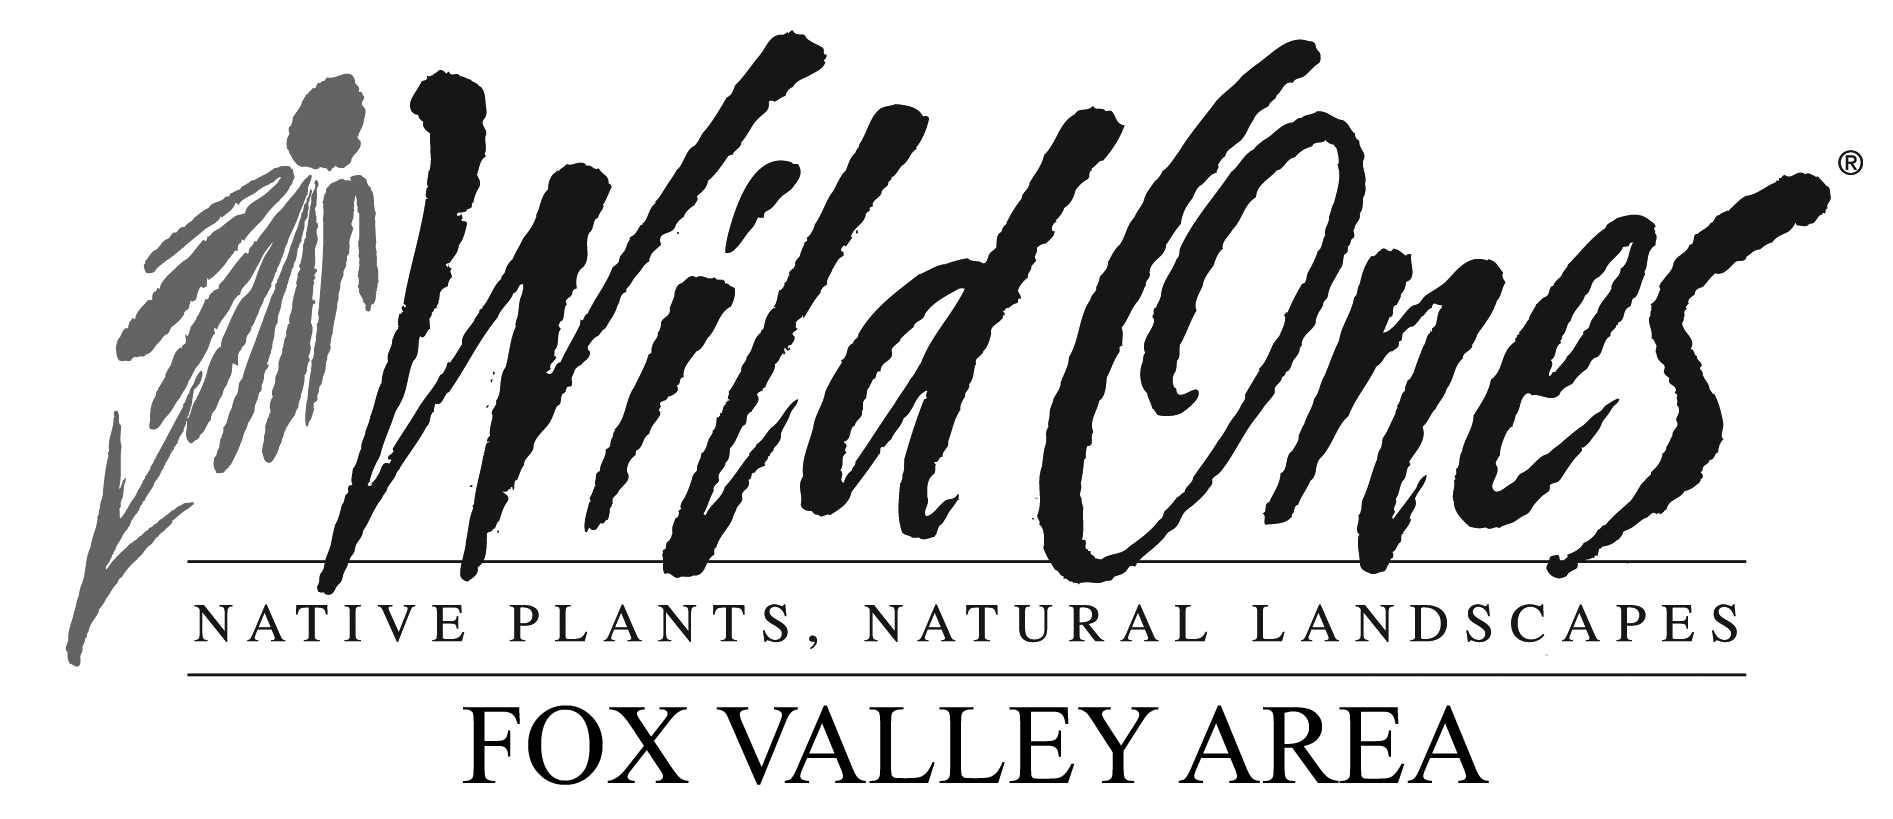 Wild Ones®
NATIVE PLANTS, NATURAL LANDSCAPES
FOX VALLEY AREA